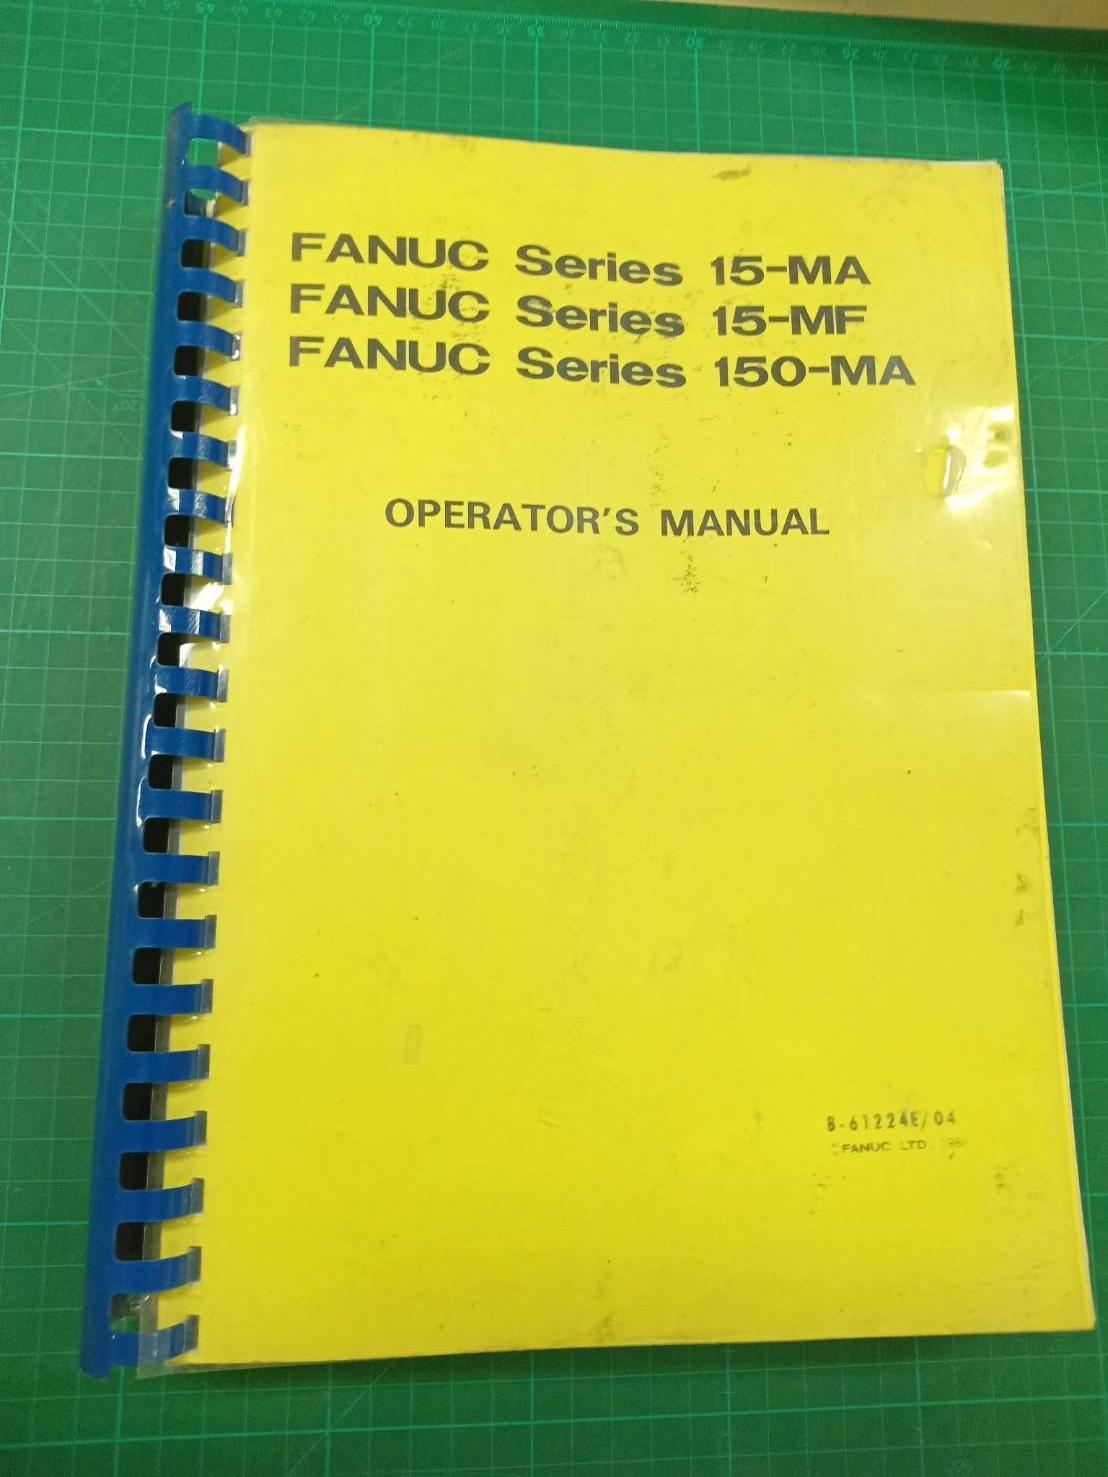 FANUC Series 15-MA
FANUC Series 15-MF
FANUC Series 150-MA
OPERATOR'S MANUAL
B-61224E/04
FANUC LTD